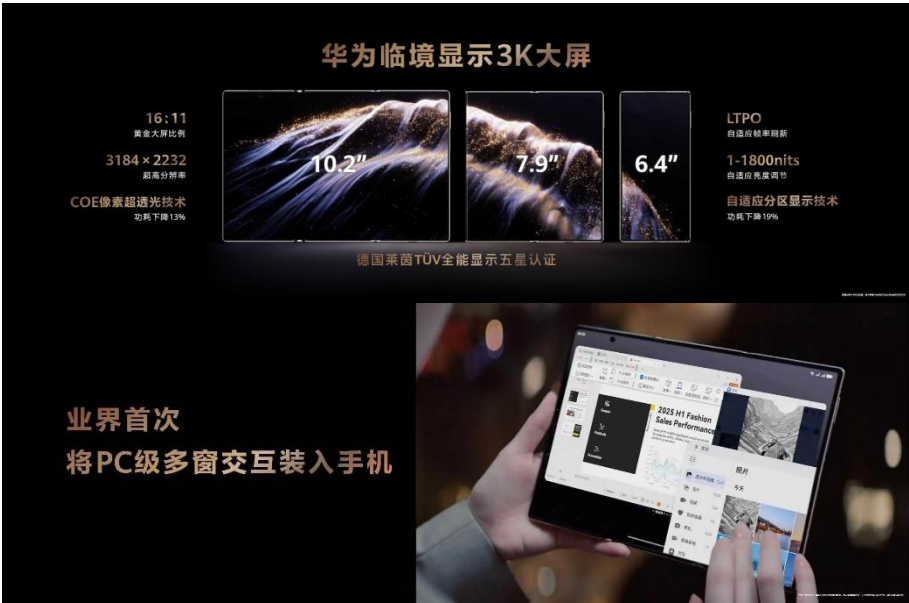 华为临境显示3K大屏
16:11
黄金大屏比例
3184×2232
超高分辨率
COE像素超透光技术
功耗下降13%
10.2”
7.9”
6.4”
LTPO
自适应帧率刷新
1-1800nits
自适应亮度调节
自适应分区显示技术
功耗下降19%
德国莱茵TÜV全能显示五星认证
业界首次
将PC级多窗交互装入手机
2025 H1 Fashion
Sales Performance
照片
今天